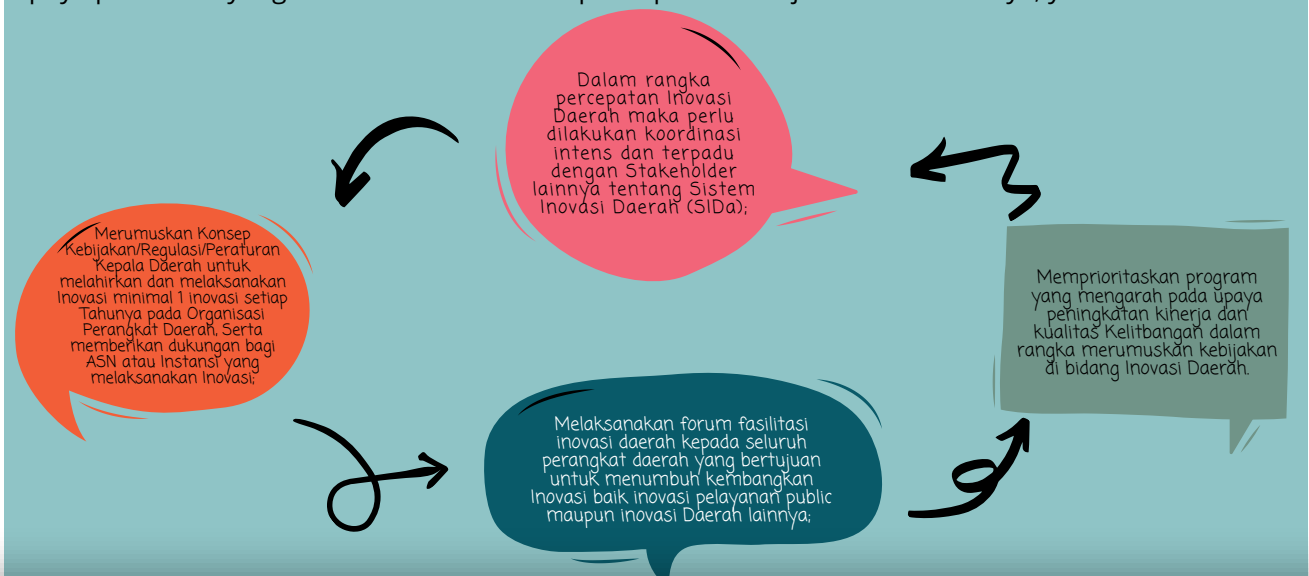 Dalam rangka
percepatan Inovasi
Daerah maka perlu
dilakukan koordinasi
intens dan terpadu
dengan Stakeholder
lainnya tentang Sistem
Inovasi Daerah (SIDa);
Merumuskan Konsep
Kebijakan/Regulasi/Peraturan
Kepala Daerah untuk
melahirkan dan melaksanakan
Inovasi minimal 1 inovasi setiap
Tahunya pada Organisasi
Perangkat Daerah, Serta
memberikan dukungan bagi
ASN atau Instansi yang
melaksanakan Inovasi;
Melaksanakan forum fasilitasi
inovasi daerah kepada seluruh
perangkat daerah yang bertujuan
untuk menumbuh kembangkan
Inovasi baik inovasi pelayanan public
maupun inovasi Daerah lainnya;
Memprioritaskan program
yang mengarah pada upaya
peningkatan kinerja dan
kualitas Kelitbangan dalam
rangka merumuskan kebijakan
di bidang Inovasi Daerah.